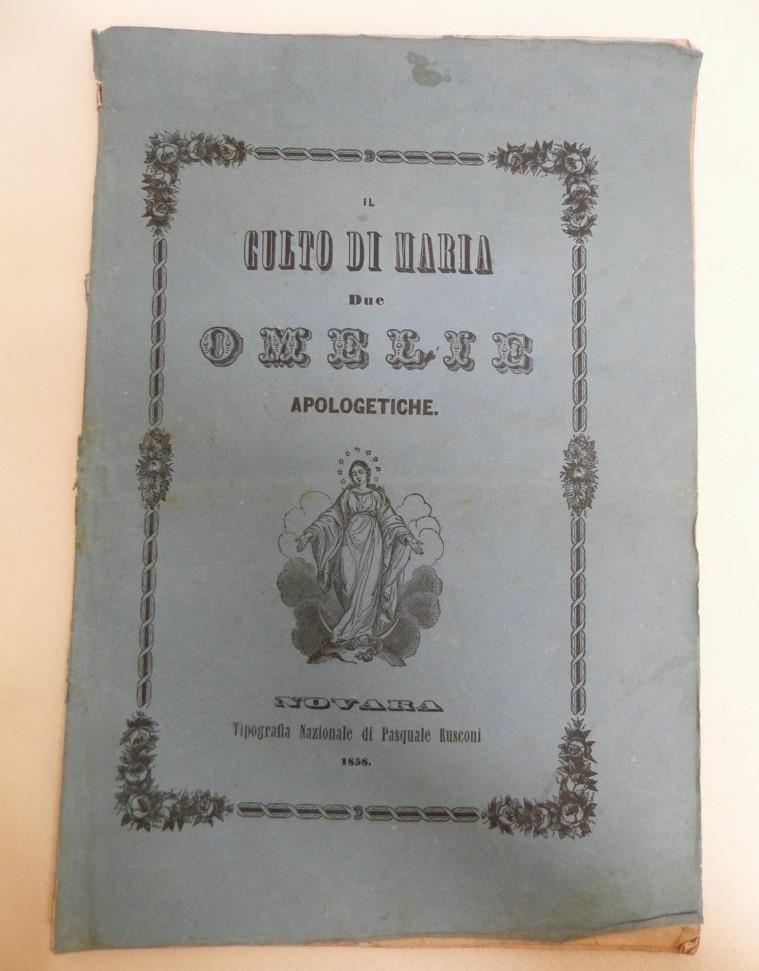 IL
CULTO DI MARIA
Due
OMELIE
APOLOGETICHE.
NOVARA
Tipografia Nazionale di Pasquale Rusconi
1858.